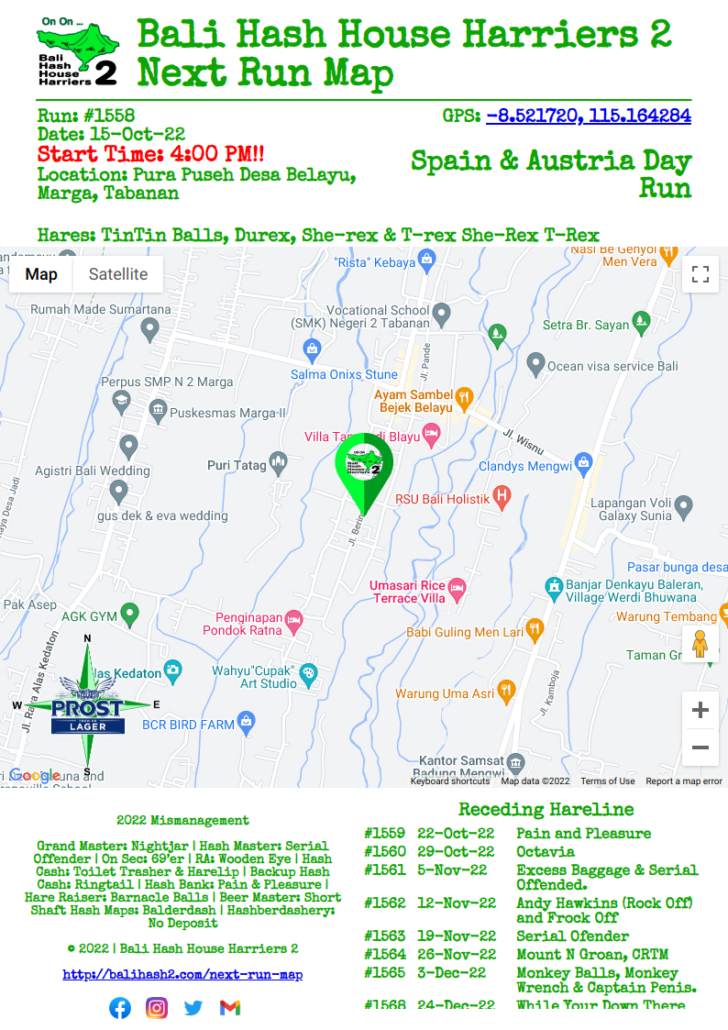 On On ...
Bali
Hash
House
Harriers 2
Bali Hash House Harriers 2
Next Run Map
Run: #1558
Date: 15-Oct-22
Start Time: 4:00 PM!!
Location: Pura Puseh Desa Belayu,
Marga, Tabanan
GPS: -8.521720, 115.164284
Spain & Austria Day
Run
Hares: TinTin Balls, Durex, She-rex & T-rex She-Rex T-Rex
Map
Satellite
"Rista" Kebaya
Nasi Be Genyol
Men Vera
Rumah Made Sumartana
Vocational School
(SMK) Negeri 2 Tabanan
Setra Br. Sayan
Jl. Pande
Salma Onixs Stune
Ocean visa service Bali
Perpus SMP N 2 Marga
Puskesmas Marga-II
Ayam Sambel
Bejek Belayu
Jl. Wisnu
Agistri Bali Wedding
Puri Tatag
Clandys Mengwi
ON-ON
2
gus dek & eva wedding
RSU Bali Holistik
Lapangan Voli
Galaxy Sunia
Pasar bunga desa
Umasari Rice
Terrace Villa
Banjar Denkayu Baleran,
Village Werdi Bhuwana
Pak Asep
AGK GYM
Penginapan
Pondok Ratna
Babi Guling Men Lari
Warung Tembang
Taman
N
Jl. Raya Alas Kedaton
las Kedaton
Wahyu"Cupak"
Art Studio
Warung Uma Asri
Jl. Kamboja
W
E
PROST
LAGER
BCR BIRD FARM
Kantor Samsat
Badung Mengwi
S
Google
Keyboard shortcuts
Map data ©2022
Terms of Use
Report a map error
2022 Mismanagement
Grand Master: Nightjar | Hash Master: Serial
Offender | On Sec: 69'er | RA: Wooden Eye | Hash
Cash: Toilet Trasher & Harelip | Backup Hash
Cash: Ringtail | Hash Bank: Pain & Pleasure |
Hare Raiser: Barnacle Balls | Beer Master: Short
Shaft Hash Maps: Balderdash | Hashberdashery:
No Deposit
© 2022 | Bali Hash House Harriers 2
http://balihash2.com/next-run-map
Receding Hareline
#1559 22-Oct-22 Pain and Pleasure
#1560 29-Oct-22 Octavia
#1561 5-Nov-22 Excess Baggage & Serial
Offended.
#1562 12-Nov-22 Andy Hawkins (Rock Off)
and Frock Off
#1563 19-Nov-22 Serial Ofender
#1564 26-Nov-22 Mount N Groan, CRTM
#1565 3-Dec-22 Monkey Balls, Monkey
Wrench & Captain Penis.
#1568 24-Dec-22 While Your Down There